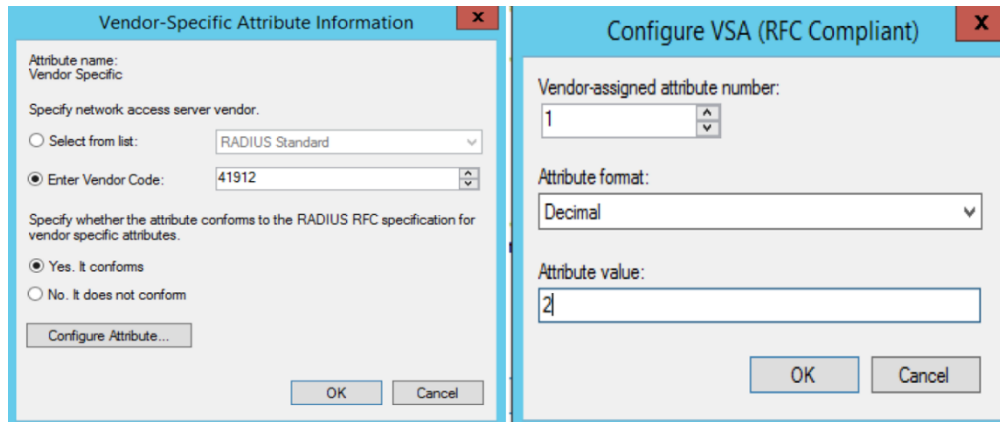 Vendor-Specific Attribute Information
x
Attribute name:
Vendor Specific
Specify network access server vendor.
Select from list:
RADIUS Standard
Enter Vendor Code:
41912
Specify whether the attribute conforms to the RADIUS RFC specification for
vendor specific attributes.
Yes. It conforms
No. It does not conform
Configure Attribute...
OK
Cancel
Configure VSA (RFC Compliant)
x
Vendor-assigned attribute number:
1
Attribute format:
Decimal
Attribute value:
2
OK
Cancel